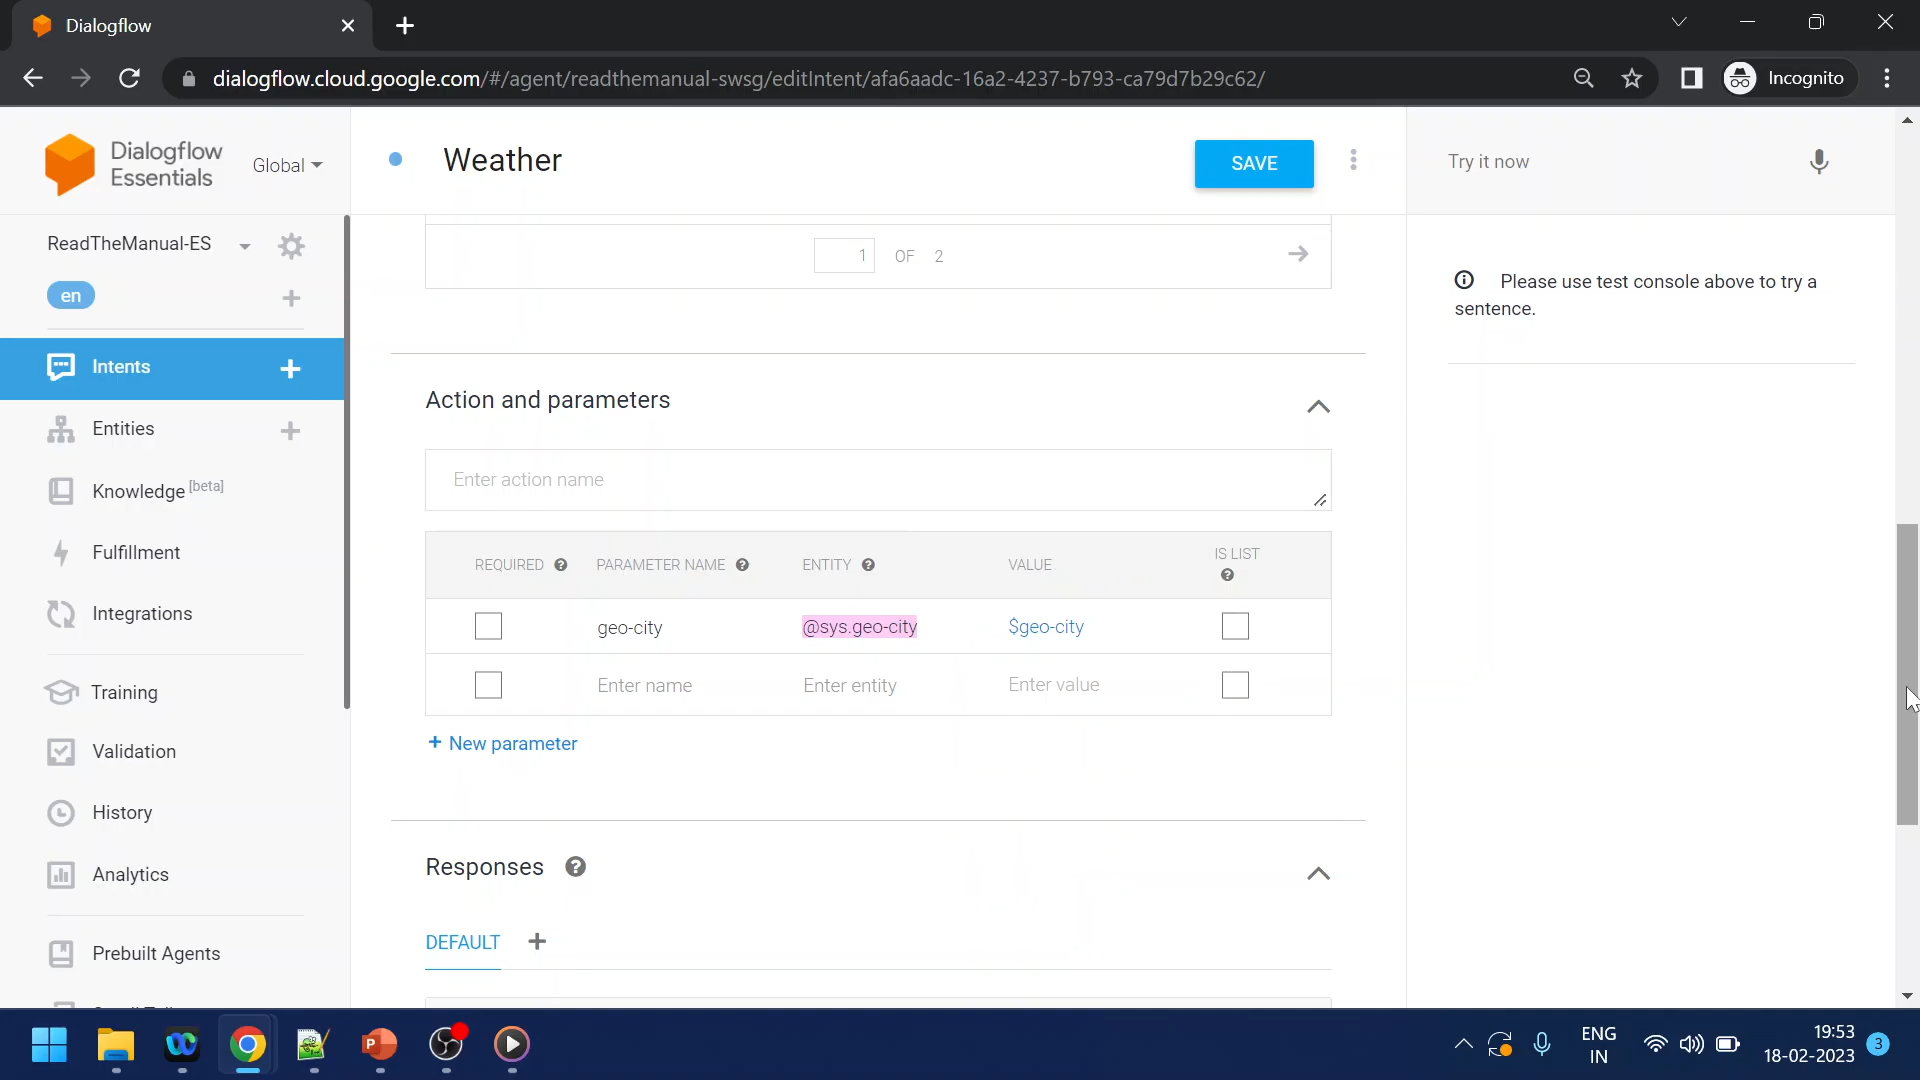 Dialogflow
dialogflow.cloud.google.com/#/agent/readthemanual-swsg/editIntent/afa6aadc-16a2-4237-b793-ca79d7b29c62/
Incognito
Dialogflow
Essentials
Global
Weather
SAVE
Try it now
ReadTheManual-ES
en
1 OF 2
Please use test console above to try a
sentence.
Intents
Entities
Knowledge [beta]
Fulfillment
Integrations
Training
Validation
History
Analytics
Prebuilt Agents
Action and parameters
Enter action name
REQUIRED PARAMETER NAME ENTITY VALUE IS LIST
geo-city @sys.geo-city $geo-city
Enter name Enter entity Enter value
+ New parameter
Responses
DEFAULT
ENG
IN
19:53
18-02-2023
3